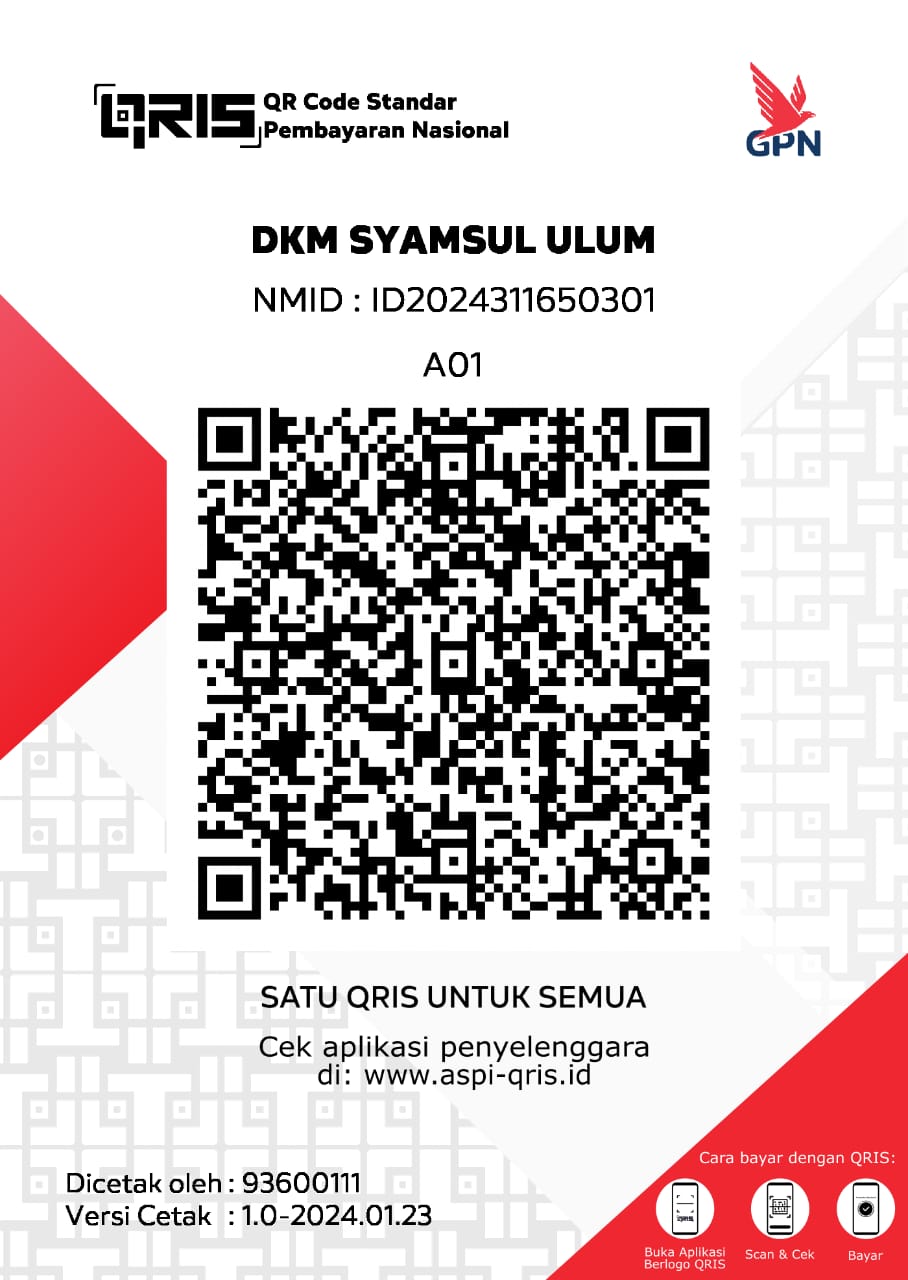 QRIS
QR Code Standar
Pembayaran Nasional
GPN
DKM SYAMSUL ULUM
NMID : ID2024311650301
A01
SATU QRIS UNTUK SEMUA
Cek aplikasi penyelenggara
di: www.aspi-qris.id
Dicetak oleh : 93600111
Versi Cetak : 1.0-2024.01.23
Cara bayar dengan QRIS:
Buka Aplikasi
Berlogo QRIS
Scan & Cek
Bayar